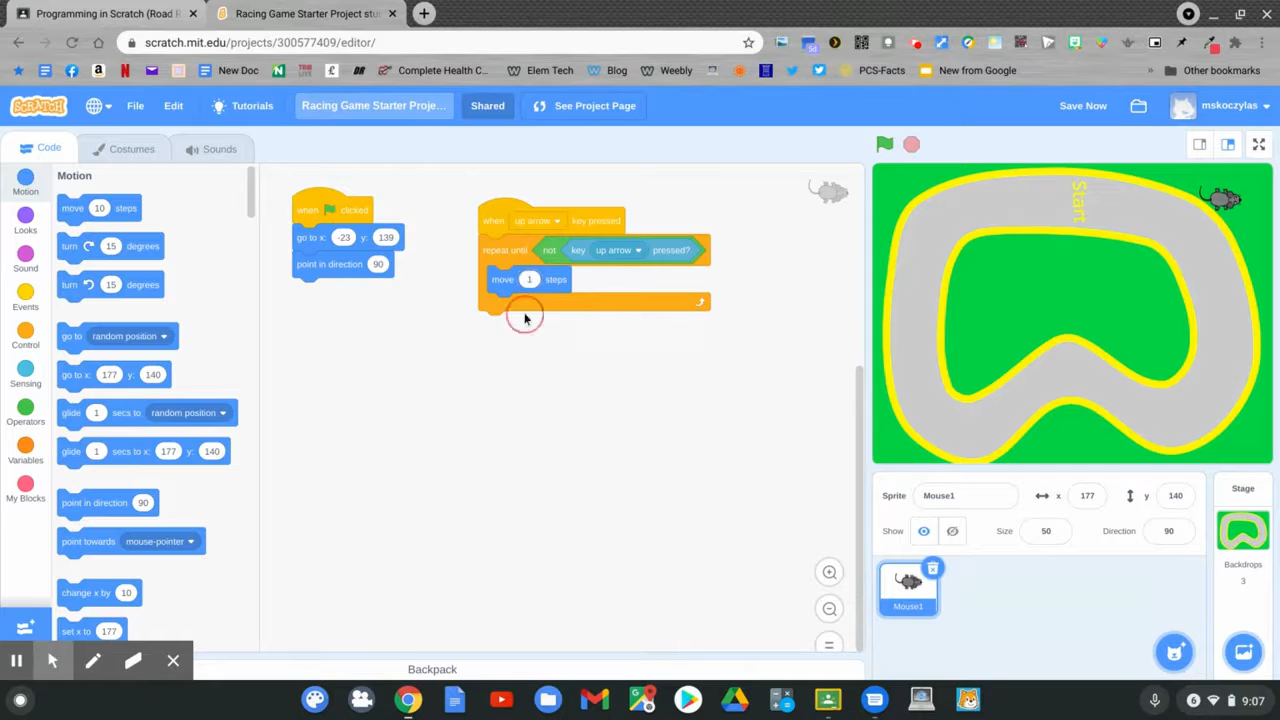 Programming in Scratch (Road R
Racing Game Starter Project stu
scratch.mit.edu/projects/300577409/editor/
5d
New Doc
Complete Health C...
Elem Tech
Blog
Weebly
PCS-Facts
New from Google
Other bookmarks
SCRATCH
File
Edit
Tutorials
Racing Game Starter Proje...
Shared
See Project Page
Save Now
mskoczylas
Code
Costumes
Sounds
Motion
Looks
Sound
Events
Control
Sensing
Operators
Variables
My Blocks
Motion
move 10 steps
turn 15 degrees
turn 15 degrees
go to random position
go to x: 177 y: 140
glide 1 secs to random position
glide 1 secs to x: 177 y: 140
point in direction 90
point towards mouse-pointer
change x by 10
set x to 177
when clicked
go to x: -23 y: 139
point in direction 90
when up arrow key pressed
repeat until not key up arrow pressed?
move 1 steps
Start
Sprite Mouse1 x 177 y 140
Show Size 50 Direction 90
Mouse1
Stage
Backdrops
3
Backpack
6
9:07